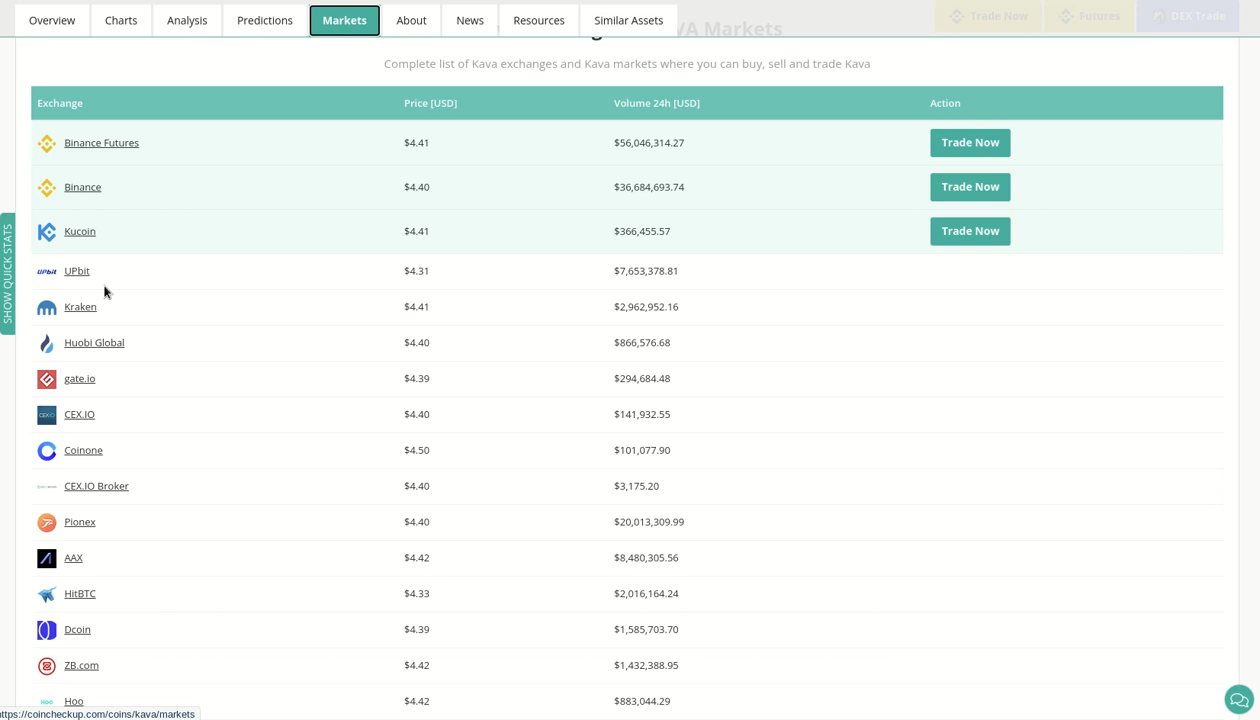 Overview Charts Analysis Predictions Markets About News Resources Similar Assets Trade Now Futures DEX Trade
Complete list of Kava exchanges and Kava markets where you can buy, sell and trade Kava
Exchange Price [USD] Volume 24h [USD] Action
Binance Futures $4.41 $56,046,314.27 Trade Now
Binance $4.40 $36,684,693.74 Trade Now
Kucoin $4.41 $366,455.57 Trade Now
SHOW QUICK STATS
UPbit UPbit $4.31 $7,653,378.81
Kraken $4.41 $2,962,952.16
Huobi Global $4.40 $866,576.68
gate.io $4.39 $294,684.48
CEX.IO $4.40 $141,932.55
Coinone $4.50 $101,077.90
CEX.IO Broker $4.40 $3,175.20
Pionex $4.40 $20,013,309.99
AAX $4.42 $8,480,305.56
HitBTC $4.33 $2,016,164.24
Dcoin $4.39 $1,585,703.70
ZB.com $4.42 $1,432,388.95
Hoo $4.42 $883,044.29
ttps://coincheckup.com/coins/kava/markets